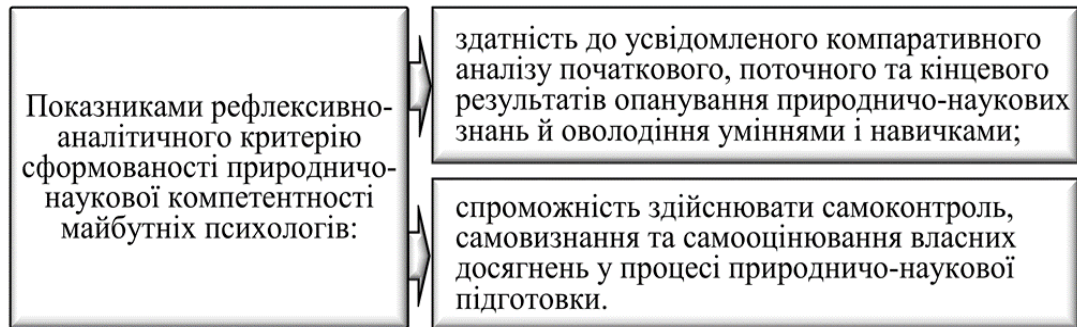 Показниками рефлексивно-
аналітичного критерію
сформованості природничо-
наукової компетентності
майбутніх психологів:
здатність до усвідомленого компаративного
аналізу початкового, поточного та кінцевого
результатів опанування природничо-наукових
знань й оволодіння уміннями і навичками;
спроможність здійснювати самоконтроль,
самовизнання та самооцінювання власних
досягнень у процесі природничо-наукової
підготовки.